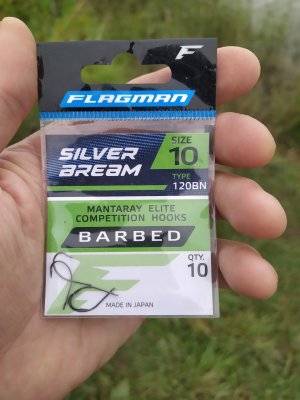 F
FLAGMAN
SILVER
BREAM
SIZE
10
TYPE
120BN
MANTARAY ELITE
COMPETITION HOOKS
BARBED
QTY.
10
MADE IN JAPAN